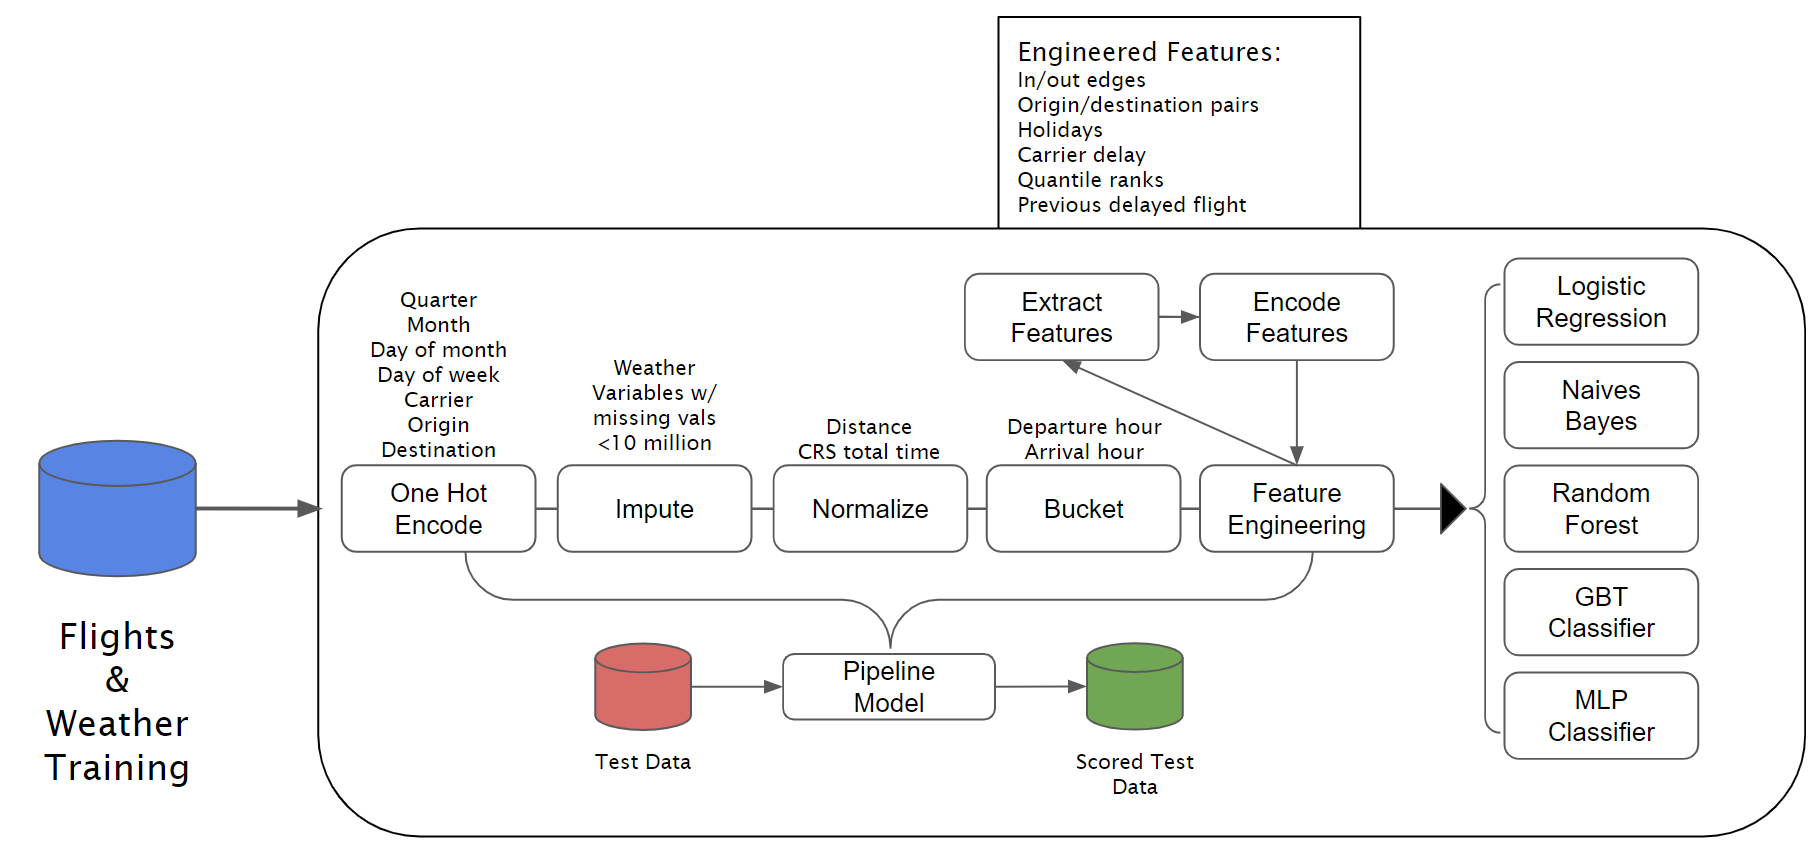 Engineered Features:
In/out edges
Origin/destination pairs
Holidays
Carrier delay
Quantile ranks
Previous delayed flight
Quarter
Month
Day of month
Day of week
Carrier
Origin
Destination
One Hot
Encode
Weather
Variables w/
missing vals
<10 million
Impute
Distance
CRS total time
Normalize
Departure hour
Arrival hour
Bucket
Extract
Features
Encode
Features
Feature
Engineering
Logistic
Regression
Naives
Bayes
Random
Forest
GBT
Classifier
MLP
Classifier
Flights
&
Weather
Training
Pipeline
Model
Test Data
Scored Test
Data